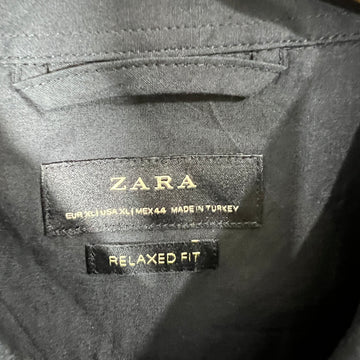 ZARA
EUR XL | USA XL | MEX 44 MADE IN TURKEY
RELAXED FIT